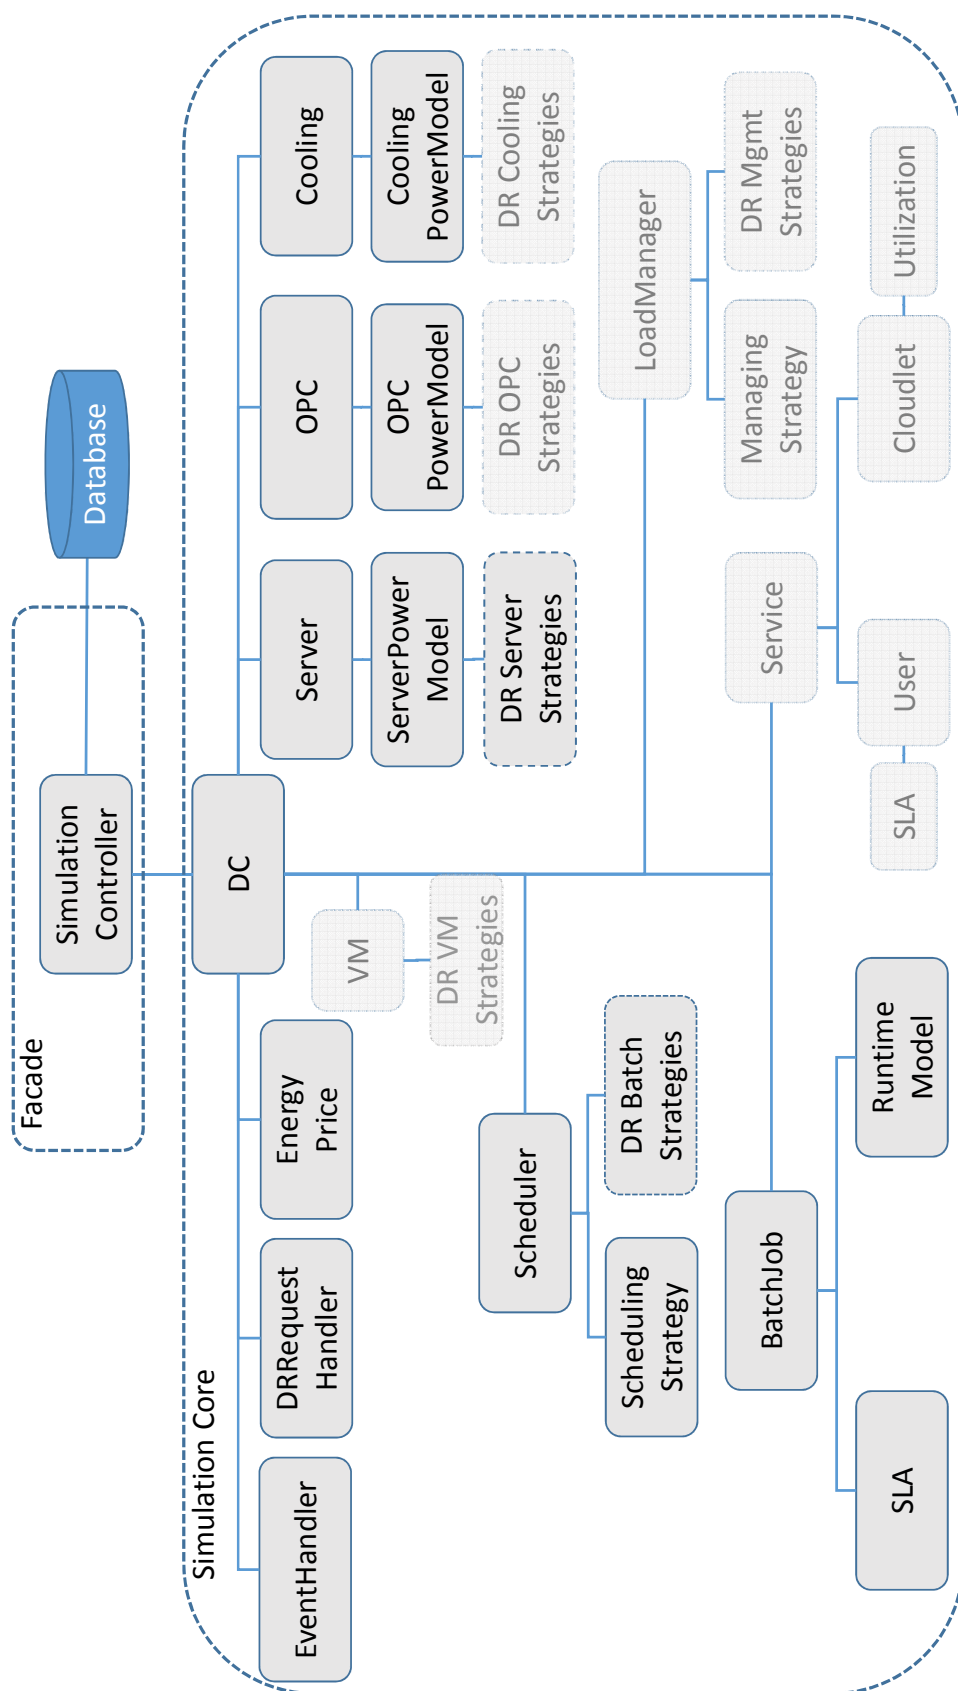 Facade
Simulation
Controller
Database
Simulation Core
DC
EventHandler
DRRequest
Handler
Energy
Price
Server
OPC
Cooling
ServerPower
Model
OPC
PowerModel
Cooling
PowerModel
DR Server
Strategies
DR OPC
Strategies
DR Cooling
Strategies
VM
DR VM
Strategies
Scheduler
Scheduling
Strategy
DR Batch
Strategies
LoadManager
Managing
Strategy
DR Mgmt
Strategies
BatchJob
SLA
Runtime
Model
Service
SLA
User
Cloudlet
Utilization